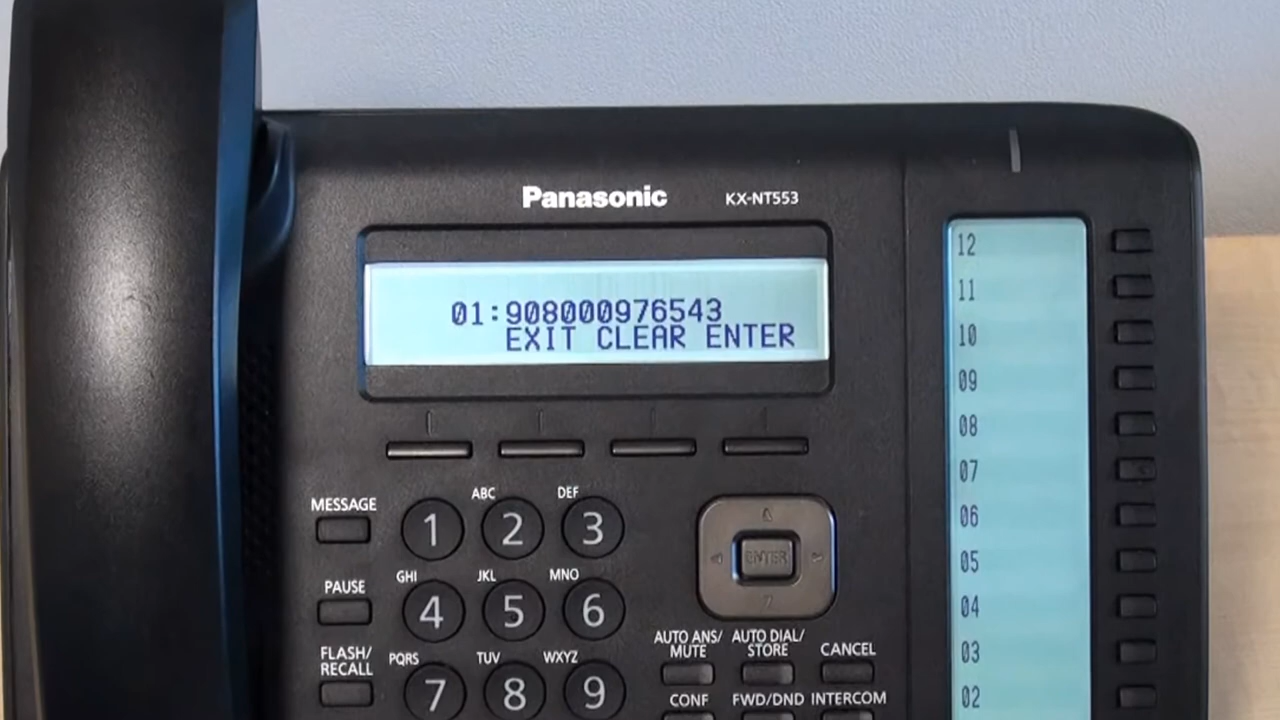 Panasonic KX-NT553
01:908000976543
EXIT CLEAR ENTER
12
11
10
09
08
07
06
05
04
03
02
MESSAGE
PAUSE
FLASH/
RECALL
1
ABC
2
DEF
3
GHI
4
JKL
5
MNO
6
PQRS
7
TUV
8
WXYZ
9
ENTER
AUTO ANS/
MUTE
AUTO DIAL/
STORE
CANCEL
CONF
FWD/DND
INTERCOM